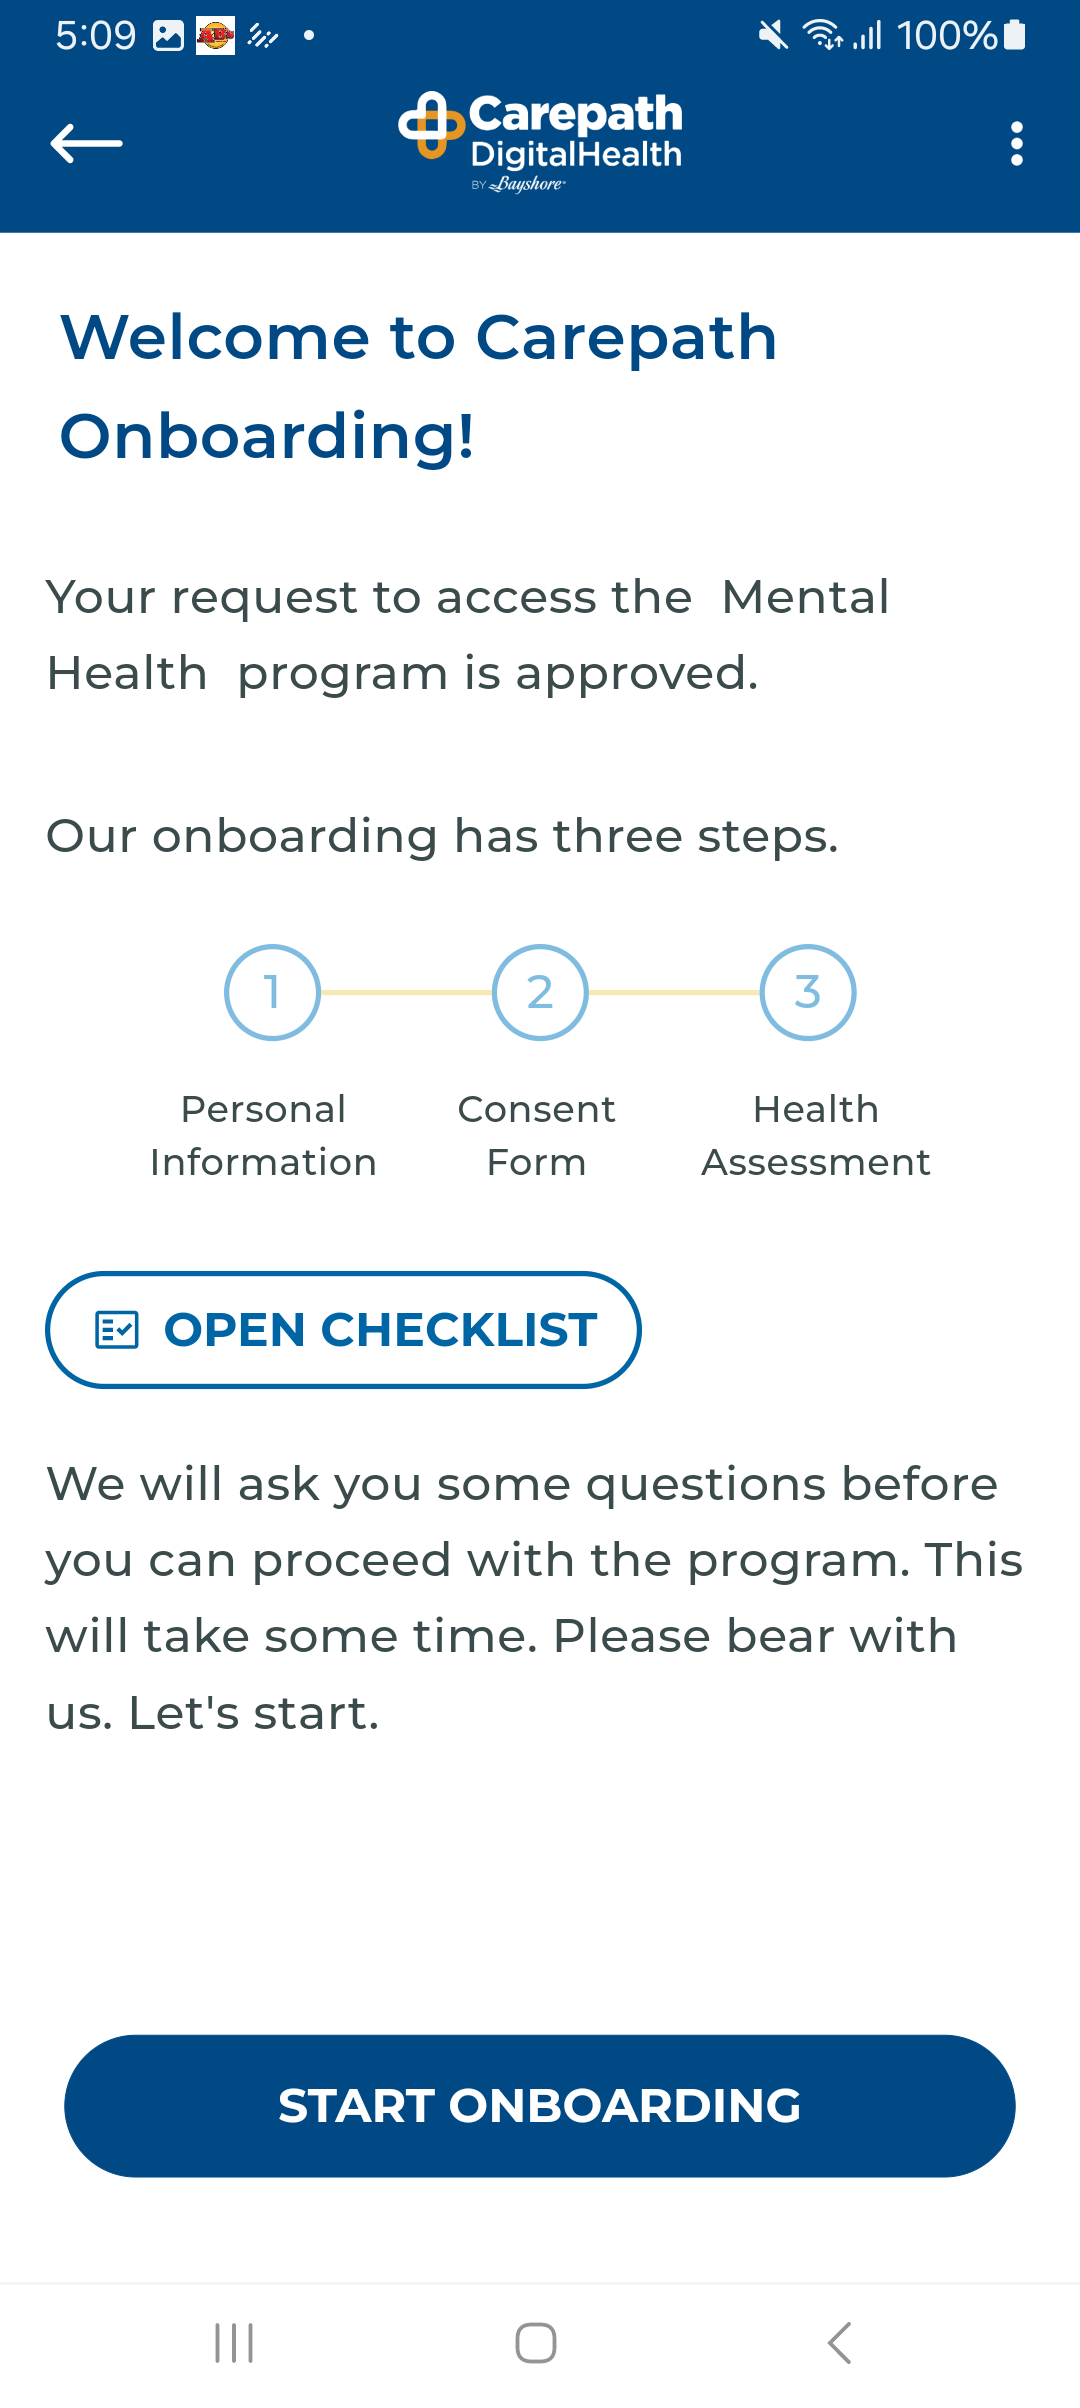 5:09
100%
Carepath
DigitalHealth
BY Bayshore
Welcome to Carepath
Onboarding!
Your request to access the Mental
Health program is approved.
Our onboarding has three steps.
1 2 3
Personal Consent Health
Information Form Assessment
OPEN CHECKLIST
We will ask you some questions before
you can proceed with the program. This
will take some time. Please bear with
us. Let's start.
START ONBOARDING